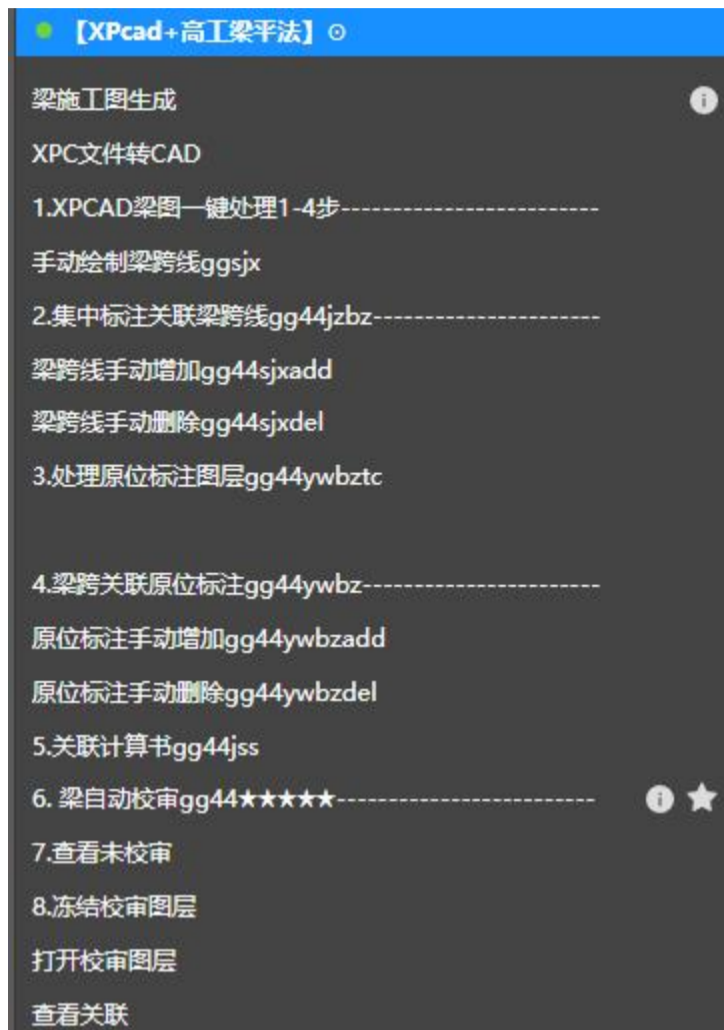 【XPcad+高工梁平法】⊙
梁施工图生成
XPC文件转CAD
1.XPCAD梁图一键处理1-4步-------------------------
手动绘制梁跨线ggsjx
2.集中标注关联梁跨线gg44jzbz----------------------
梁跨线手动增加gg44sjxadd
梁跨线手动删除gg44sjxdel
3.处理原位标注图层gg44ywbztc
4.梁跨关联原位标注gg44ywbz-----------------------
原位标注手动增加gg44ywbzadd
原位标注手动删除gg44ywbzdel
5.关联计算书gg44jss
6. 梁自动校审gg44★★★★★-------------------------
7.查看未校审
8.冻结校审图层
打开校审图层
查看关联